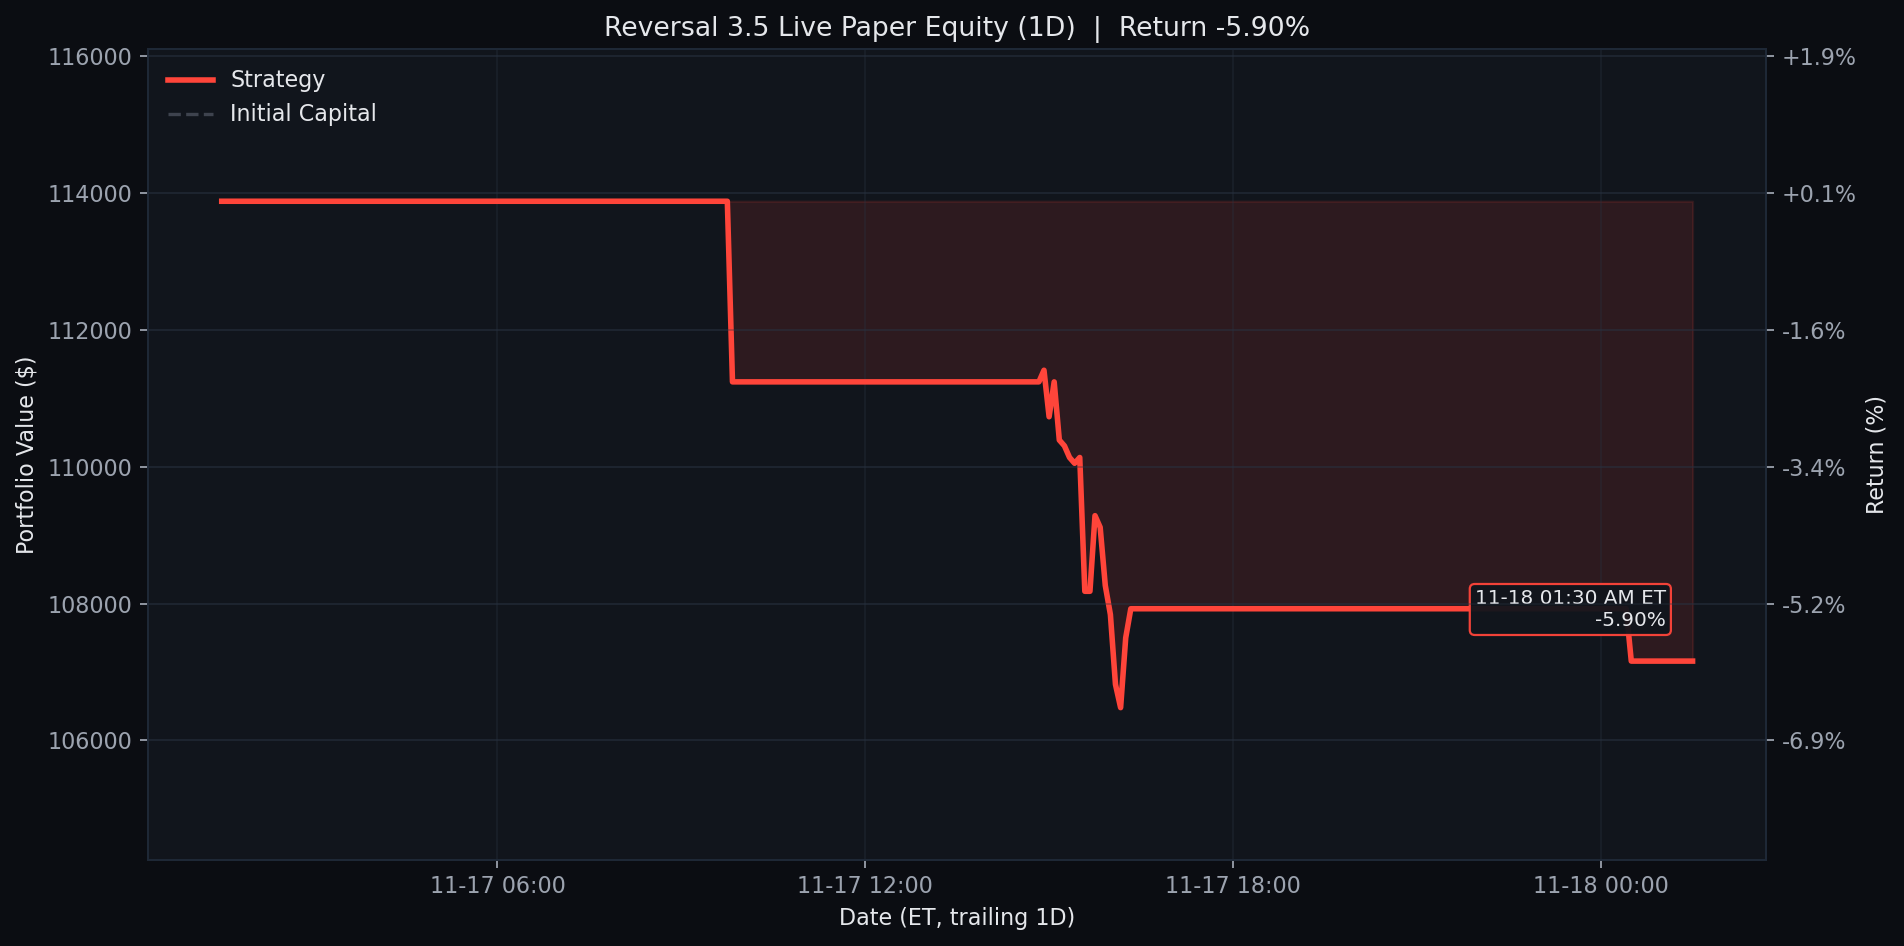 Reversal 3.5 Live Paper Equity (1D)  |  Return -5.90%
Strategy
Initial Capital
116000
114000
112000
110000
108000
106000
Portfolio Value ($)
+1.9%
+0.1%
-1.6%
-3.4%
-5.2%
-6.9%
Return (%)
11-18 01:30 AM ET
-5.90%
11-17 06:00
11-17 12:00
11-17 18:00
11-18 00:00
Date (ET, trailing 1D)